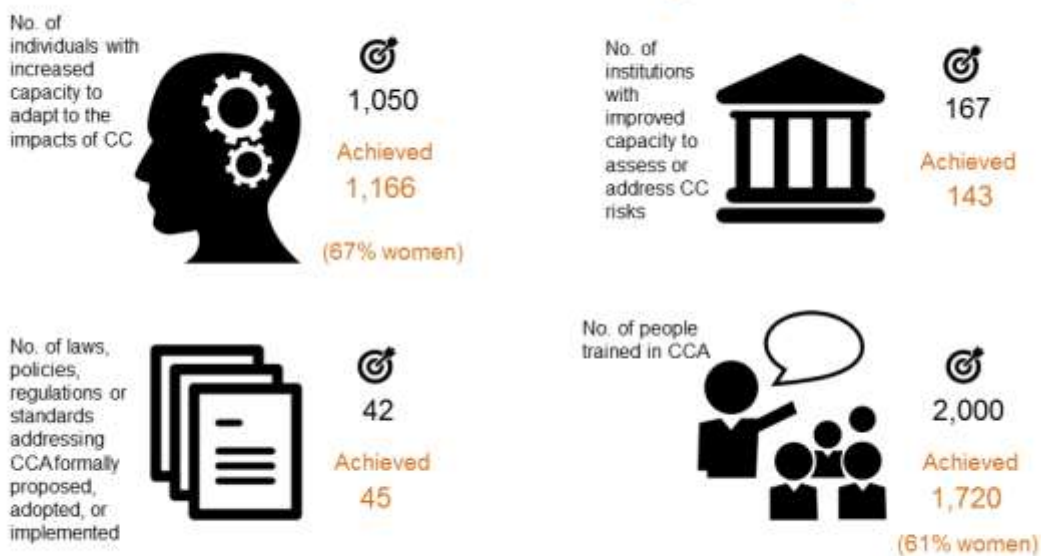 No. of
individuals with
increased
capacity to
adapt to the
impacts of CC
1,050
Achieved
1,166
(67% women)
No. of
institutions
with
improved
capacity to
assess or
address CC
risks
167
Achieved
143
No. of laws,
policies,
regulations or
standards
addressing
CCAformally
proposed,
adopted, or
implemented
42
Achieved
45
No. of people
trained in CCA
2,000
Achieved
1,720
(61% women)